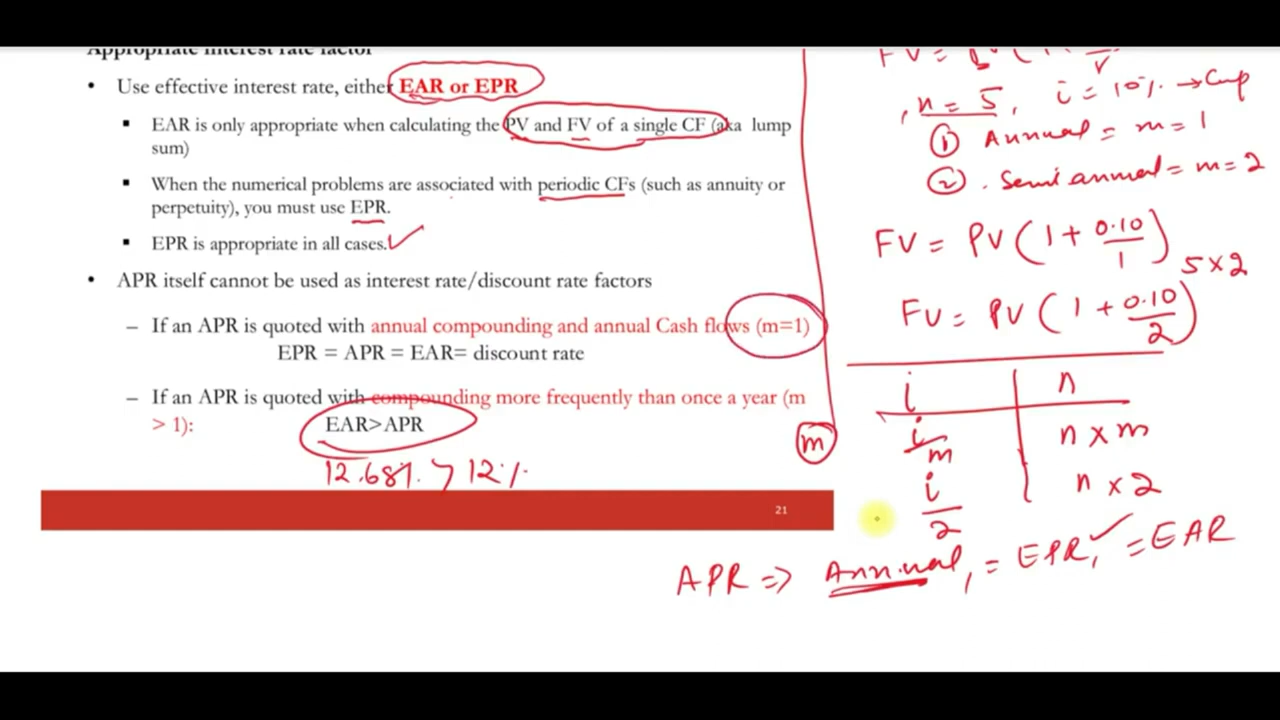 Appropriate interest rate factor
• Use effective interest rate, either EAR or EPR
▪ EAR is only appropriate when calculating the PV and FV of a single CF (aka lump
sum)
▪ When the numerical problems are associated with periodic CFs (such as annuity or
perpetuity), you must use EPR.
▪ EPR is appropriate in all cases.
• APR itself cannot be used as interest rate/discount rate factors
– If an APR is quoted with annual compounding and annual Cash flows (m=1)
EPR = APR = EAR= discount rate
– If an APR is quoted with compounding more frequently than once a year (m
> 1):
EAR>APR
12.68% > 12%
21
m
FV =
, n = 5, i = 10% →
① Annual = m = 1
② . Semi annual = m = 2
FV = PV ( 1 + 0.10/1 )
5 x 2
FV = PV ( 1 + 0.10/2 )
i | n
i/m | n x m
i/2 | n x 2
APR => Annual, = EPR, = EAR